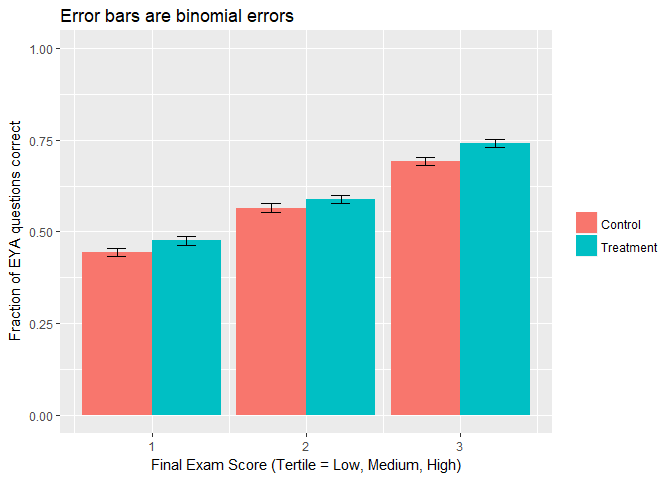 Error bars are binomial errors
Fraction of EYA questions correct
1.00
0.75
0.50
0.25
0.00
1 2 3
Final Exam Score (Tertile = Low, Medium, High)
Control
Treatment